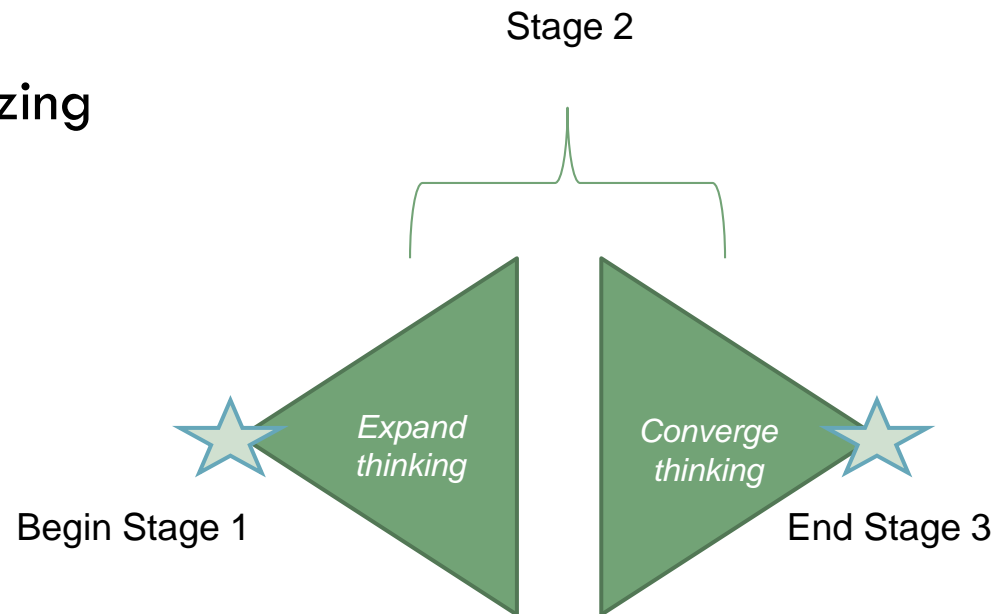 Stage 2
zing
Expand
thinking
Converge
thinking
Begin Stage 1
End Stage 3